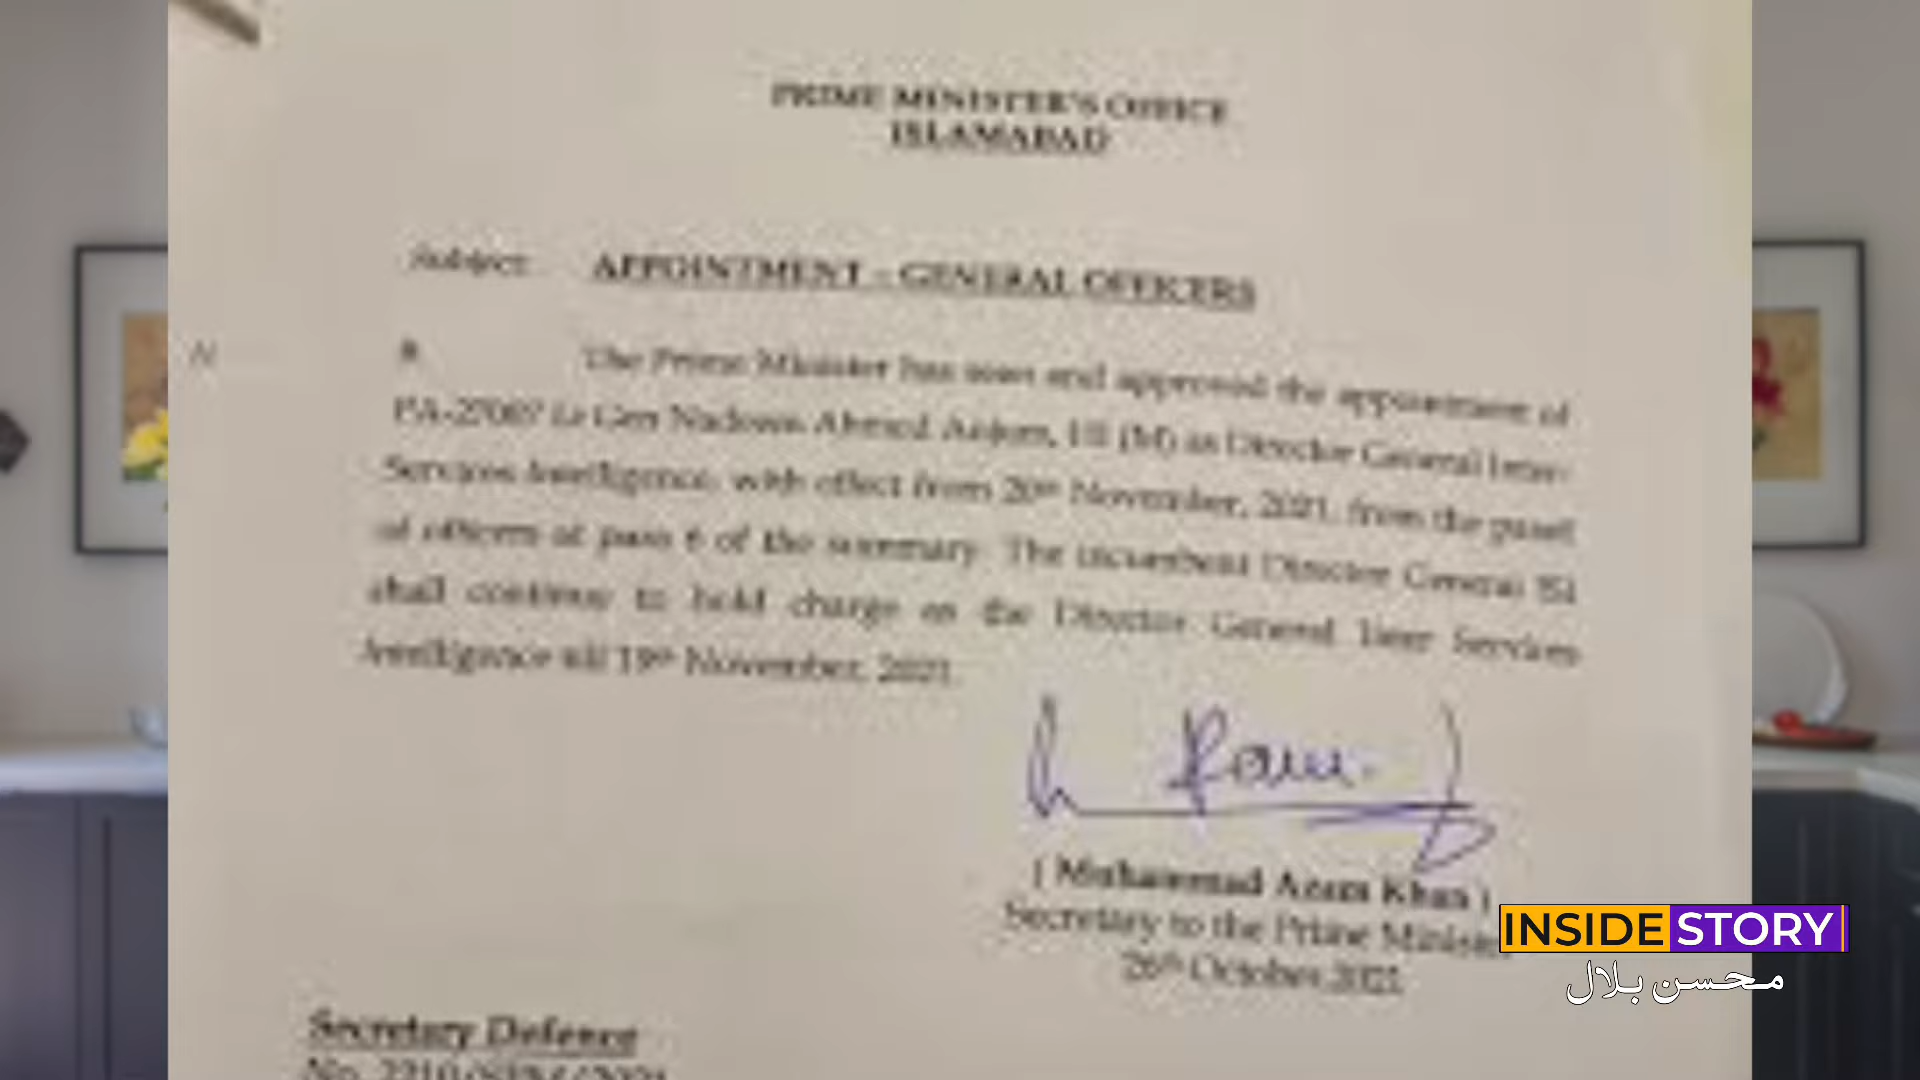 PRIME MINISTER'S OFFICE
ISLAMABAD
Subject: APPOINTMENT - GENERAL OFFICERS
8. The Prime Minister has seen and approved the appointment of
Lt Gen Nadeem Ahmed Anjum, HI (M) as Director General Inter-
Services Intelligence, with effect from 20th November, 2021, from the panel
of officers at para 6 of the summary. The incumbent Director General ISI
shall continue to hold charge as the Director General Inter Services
Intelligence till 19th November, 2021.
( Muhammad Azam Khan )
Secretary to the Prime Minister
26th October, 2021
INSIDE STORY
محسن بلال
Secretary Defence